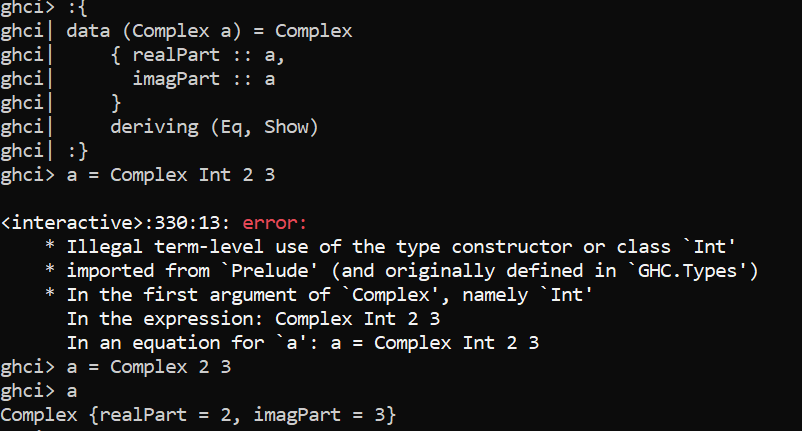 ghci> :{
ghci| data (Complex a) = Complex
ghci|     { realPart :: a,
ghci|       imagPart :: a
ghci|     }
ghci|     deriving (Eq, Show)
ghci| :}
ghci> a = Complex Int 2 3
<interactive>:330:13: error:
    * Illegal term-level use of the type constructor or class `Int'
    * imported from `Prelude' (and originally defined in `GHC.Types')
    * In the first argument of `Complex', namely `Int'
      In the expression: Complex Int 2 3
      In an equation for `a': a = Complex Int 2 3
ghci> a = Complex 2 3
ghci> a
Complex {realPart = 2, imagPart = 3}